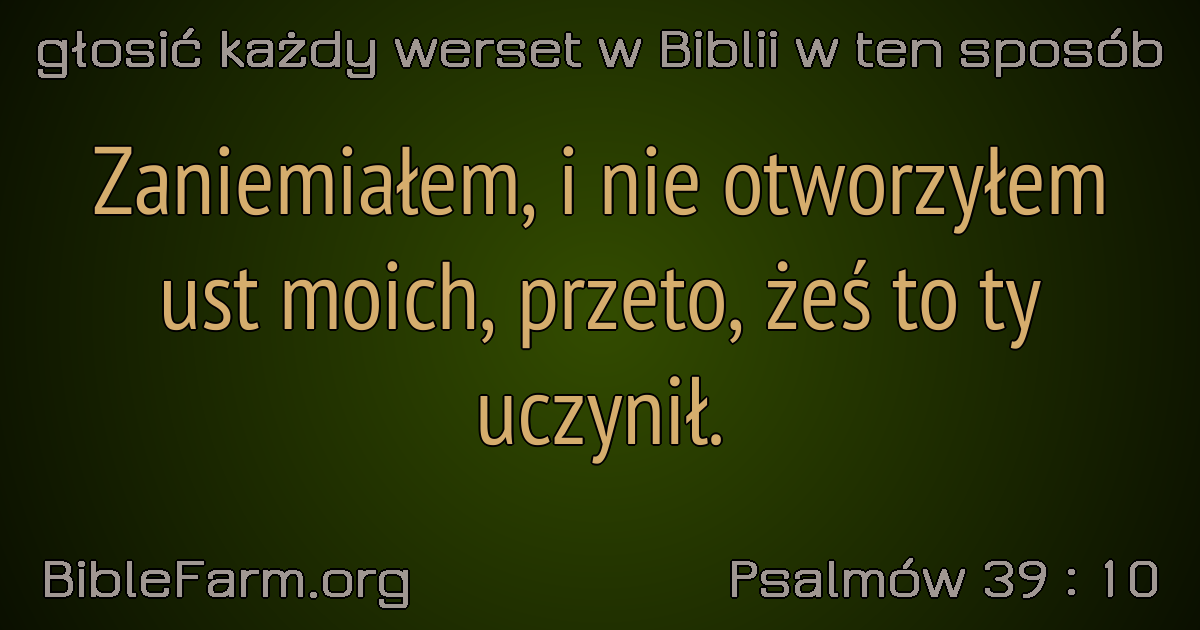 głosić każdy werset w Biblii w ten sposób
Zaniemiałem, i nie otworzyłem
ust moich, przeto, żeś to ty
uczynił.
BibleFarm.org
Psalmów 39 : 10